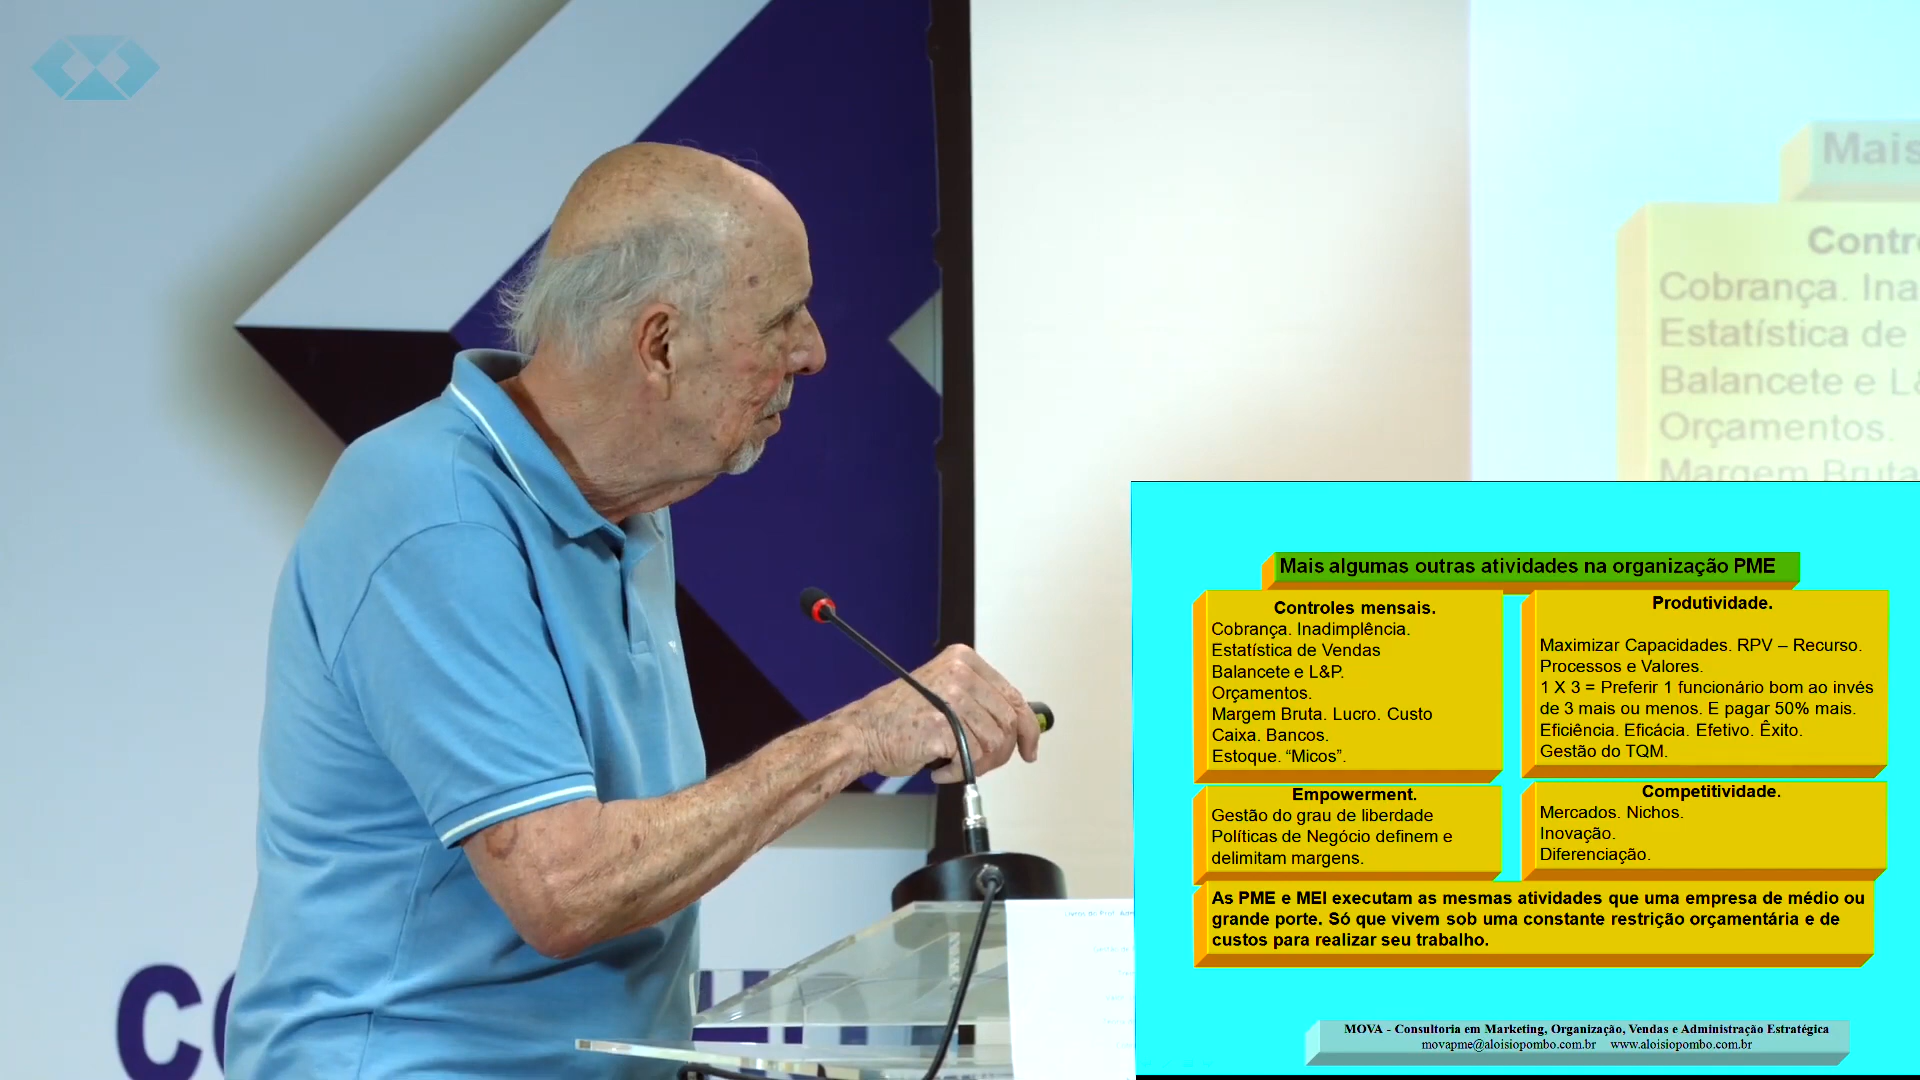 Mais
Contr
Cobrança. Ina
Estatística de
Balancete e L&
Orçamentos.
Margem Bruta
Mais algumas outras atividades na organização PME
Controles mensais.
Cobrança. Inadimplência.
Estatística de Vendas
Balancete e L&P.
Orçamentos.
Margem Bruta. Lucro. Custo
Caixa. Bancos.
Estoque. “Micos”.
Produtividade.
Maximizar Capacidades. RPV – Recurso.
Processos e Valores.
1 X 3 = Preferir 1 funcionário bom ao invés
de 3 mais ou menos. E pagar 50% mais.
Eficiência. Eficácia. Efetivo. Êxito.
Gestão do TQM.
Empowerment.
Gestão do grau de liberdade
Políticas de Negócio definem e
delimitam margens.
Competitividade.
Mercados. Nichos.
Inovação.
Diferenciação.
As PME e MEI executam as mesmas atividades que uma empresa de médio ou
grande porte. Só que vivem sob uma constante restrição orçamentária e de
custos para realizar seu trabalho.
MOVA - Consultoria em Marketing, Organização, Vendas e Administração Estratégica
movapme@aloisiopombo.com.br www.aloisiopombo.com.br